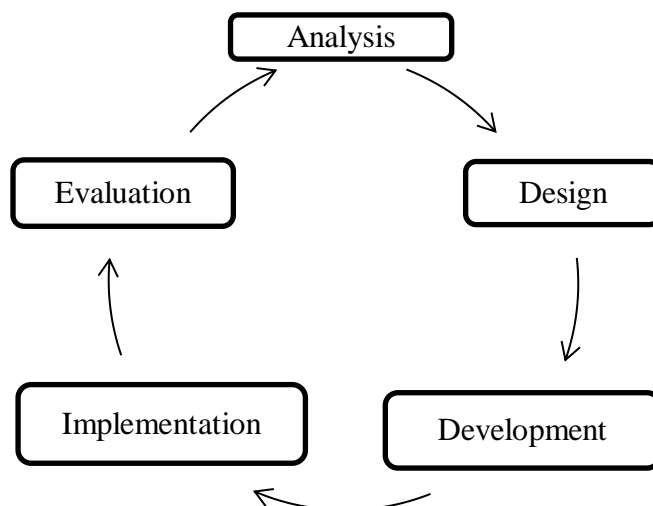 Analysis
Evaluation
Design
Implementation
Development